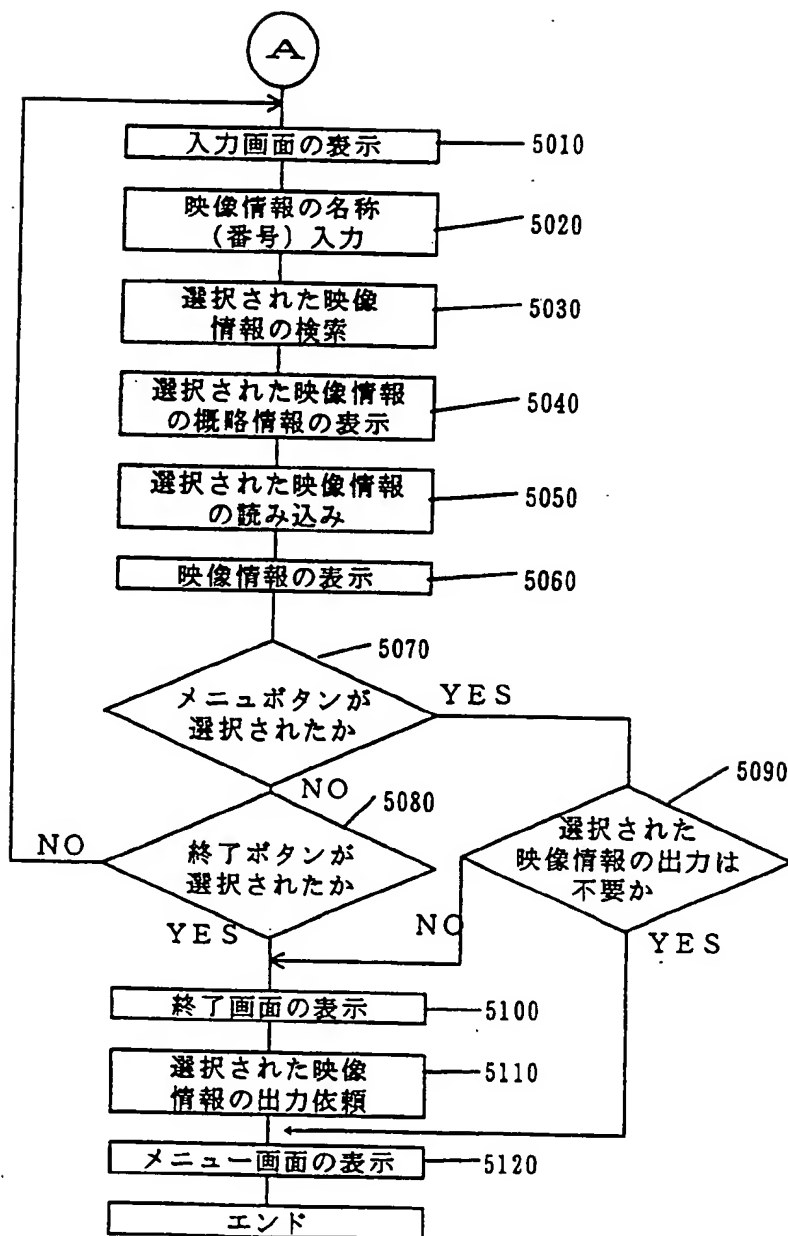 A
入力画面の表示
5010
映像情報の名称
(番号)入力
5020
選択された映像
情報の検索
5030
選択された映像情報
の概略情報の表示
5040
選択された映像情報
の読み込み
5050
映像情報の表示
5060
5070
メニュボタンが
選択されたか
YES
NO
5080
終了ボタンが
選択されたか
NO
YES
5090
選択された
映像情報の出力は
不要か
NO
YES
終了画面の表示
5100
選択された映像
情報の出力依頼
5110
メニュー画面の表示
5120
エンド